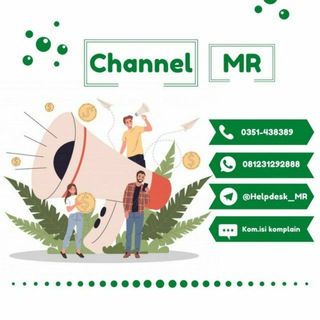 Channel MR
0351-438389
081231292888
@Helpdesk_MR
Kom.isi komplain